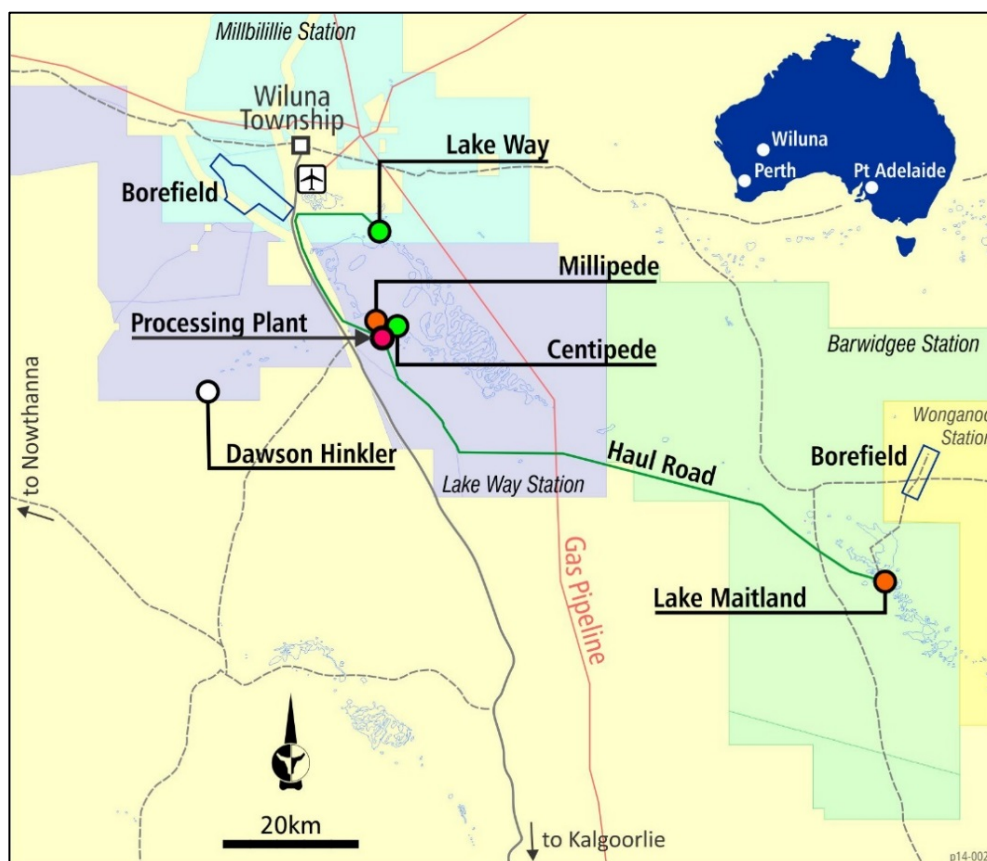 Millbilillie Station
Wiluna
Township
Lake Way
Borefield
Wiluna
Perth
Pt Adelaide
Millipede
Processing Plant
Centipede
Barwidgee Station
Station
Borefield
Dawson Hinkler
Haul Road
Lake Way Station
to Nowthanna
Gas Pipeline
Lake Maitland
20km
to Kalgoorlie